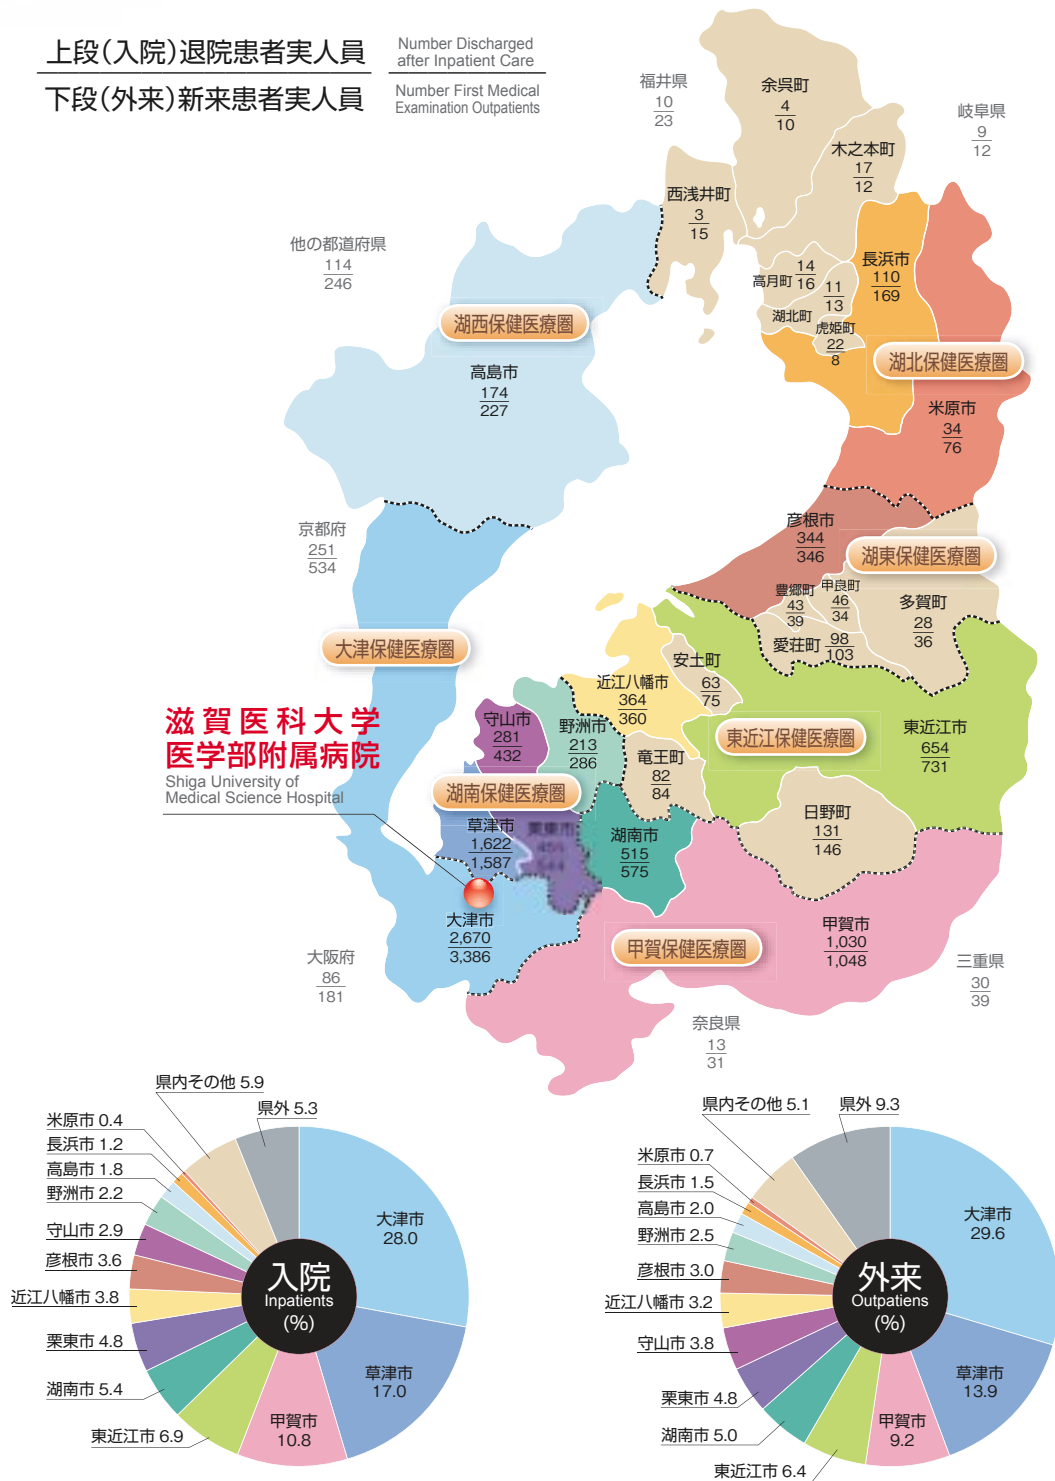 上段(入院)退院患者実人員
Number Discharged
after Inpatient Care
下段(外来)新来患者実人員
Number First Medical
Examination Outpatients
福井県
10
23
余呉町
4
10
岐阜県
9
12
木之本町
17
12
西浅井町
3
15
他の都道府県
114
246
長浜市
110
169
高月町
14
16
湖北町
11
13
虎姫町
22
8
湖西保健医療圏
湖北保健医療圏
高島市
174
227
米原市
34
76
京都府
251
534
彦根市
344
346
湖東保健医療圏
豊郷町
43
39
甲良町
46
34
多賀町
28
36
愛荘町
98
103
大津保健医療圏
安土町
63
75
近江八幡市
364
360
滋賀医科大学
医学部附属病院
Shiga University of
Medical Science Hospital
守山市
281
432
野洲市
213
286
東近江保健医療圏
東近江市
654
731
竜王町
82
84
湖南保健医療圏
草津市
1,622
1,587
栗東市
湖南市
515
575
日野町
131
146
大津市
2,670
3,386
甲賀市
1,030
1,048
甲賀保健医療圏
大阪府
86
181
三重県
30
39
奈良県
13
31
県内その他 5.9
県外 5.3
米原市 0.4
長浜市 1.2
高島市 1.8
野洲市 2.2
守山市 2.9
彦根市 3.6
近江八幡市 3.8
栗東市 4.8
湖南市 5.4
東近江市 6.9
甲賀市
10.8
草津市
17.0
大津市
28.0
入院
Inpatients
(%)
県内その他 5.1
県外 9.3
米原市 0.7
長浜市 1.5
高島市 2.0
野洲市 2.5
彦根市 3.0
近江八幡市 3.2
守山市 3.8
栗東市 4.8
湖南市 5.0
東近江市 6.4
甲賀市
9.2
草津市
13.9
大津市
29.6
外来
Outpatiens
(%)